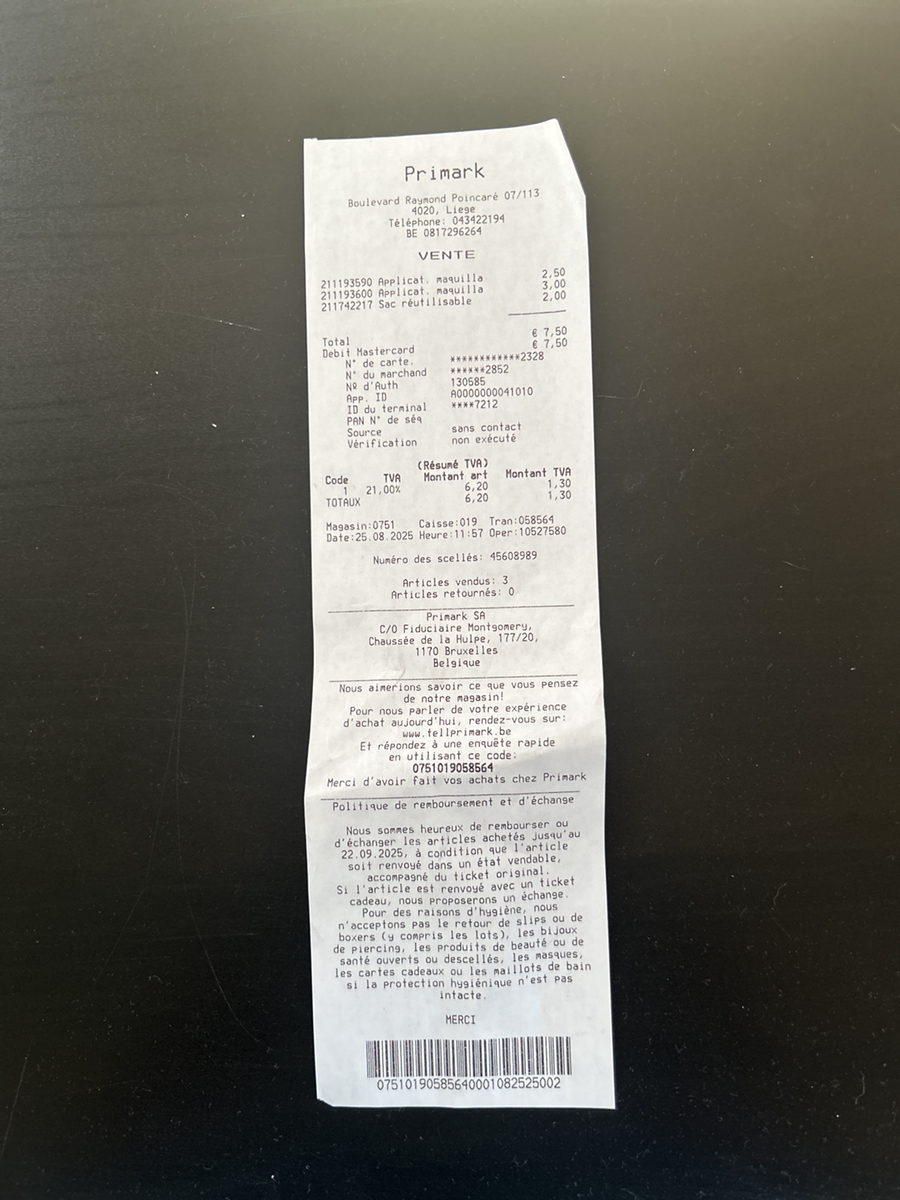 Primark
Boulevard Raymond Poincaré 07/113
4020, Liege
Téléphone: 043422194
BE 0817296264
VENTE
211193590 Applicat. maquilla 2,50
211193600 Applicat. maquilla 3,00
211742217 Sac réutilisable 2,00
Total € 7,50
Debit Mastercard € 7,50
N° de carte. ************2328
N° du marchand ******2852
Nº d'Auth 130585
App. ID A0000000041010
ID du terminal ****7212
PAN N° de séq
Source sans contact
Vérification non exécuté
(Résumé TVA)
Code TVA Montant art Montant TVA
1 21,00% 6,20 1,30
TOTAUX 6,20 1,30
Magasin:0751 Caisse:019 Tran:058564
Date:25.08.2025 Heure:11:57 Oper:10527580
Numéro des scellés: 45608989
Articles vendus: 3
Articles retournés: 0
Primark SA
C/O Fiduciaire Montgomery,
Chaussée de la Hulpe, 177/20,
1170 Bruxelles
Belgique
Nous aimerions savoir ce que vous pensez
de notre magasin!
Pour nous parler de votre expérience
d'achat aujourd'hui, rendez-vous sur:
www.tellprimark.be
Et répondez à une enquête rapide
en utilisant ce code:
0751019058564
Merci d'avoir fait vos achats chez Primark
Politique de remboursement et d'échange
Nous sommes heureux de rembourser ou
d'échanger les articles achetés jusqu'au
22.09.2025, à condition que l'article
soit renvoyé dans un état vendable,
accompagné du ticket original.
Si l'article est renvoyé avec un ticket
cadeau, nous proposerons un échange.
Pour des raisons d'hygiène, nous
n'acceptons pas le retour de slips ou de
boxers (y compris les lots), les bijoux
de piercing, les produits de beauté ou de
santé ouverts ou descellés, les masques,
les cartes cadeaux ou les maillots de bain
si la protection hygiénique n'est pas
intacte.
MERCI
07510190585640001082525002